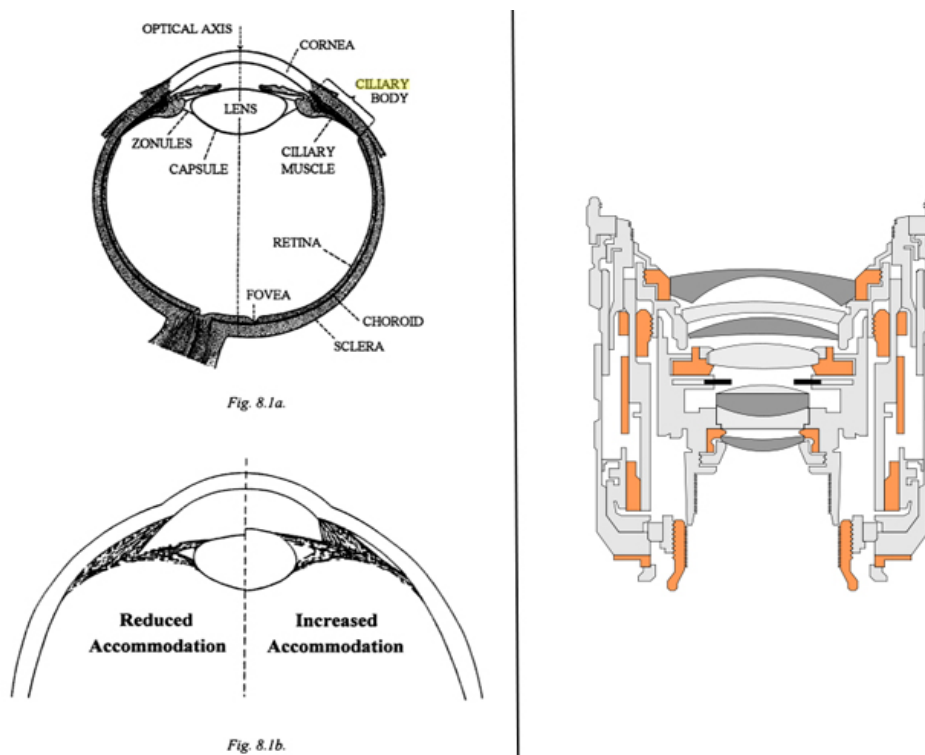 OPTICAL AXIS
CORNEA
CILIARY
BODY
LENS
ZONULES
CAPSULE
CILIARY
MUSCLE
RETINA
FOVEA
CHOROID
SCLERA
Fig. 8.1a.
Reduced
Accommodation
Increased
Accommodation
Fig. 8.1b.